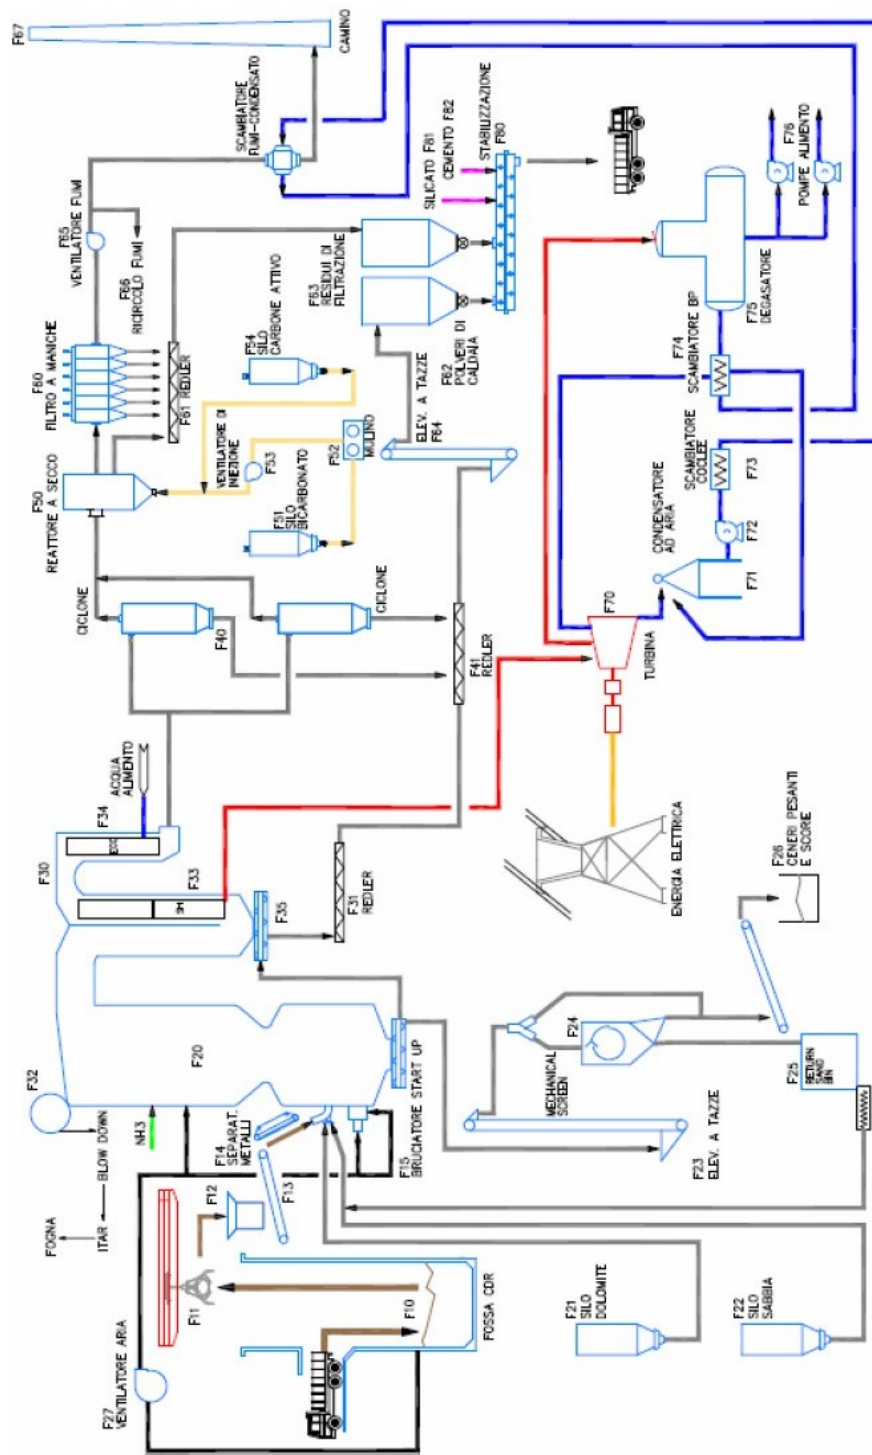 F67
CAMINO
SCAMBIATORE
FUMI-CONDENSATO
F65
VENTILATORE FUMI
F66
RICIRCOLO FUMI
F60
FILTRO A MANICHE
F61 REDLER
F50
REATTORE A SECCO
F54
SILO
CARBONE ATTIVO
VENTILATORE DI
INEZIONE
F53
F52
MULINO
F51
SILO
BICARBONATO
F63
RESIDUI DI
FILTRAZIONE
F62
POLVERI DI
CALDAIA
ELEV. A TAZZE
F64
SILICATO F81
CEMENTO F82
STABILIZZAZIONE
F80
CICLONE
F40
CICLONE
F41
REDLER
F76
POMPE ALIMENTO
F75
DEGASATORE
F74
SCAMBIATORE BP
SCAMBIATORE
COCLEE
F73
F72
CONDENSATORE
AD ARIA
F71
F70
TURBINA
ACQUA
ALIMENTO
F34
ECO
F30
F33
SH
F35
F31
REDLER
ENERGIA ELETTRICA
F26
CENERI PESANTI
E SCORIE
F32
F20
NH3
BLOW DOWN
ITAR
FOGNA
F14
SEPARAT.
METALLI
F15
BRUCIATORE START UP
F13
F12
F11
F10
FOSSA CDR
F27
VENTILATORE ARIA
MECHANICAL
SCREEN
F24
F25
RETURN
SAND
BIN
F23
ELEV. A TAZZE
F21
SILO
DOLOMITE
F22
SILO
SABBIA